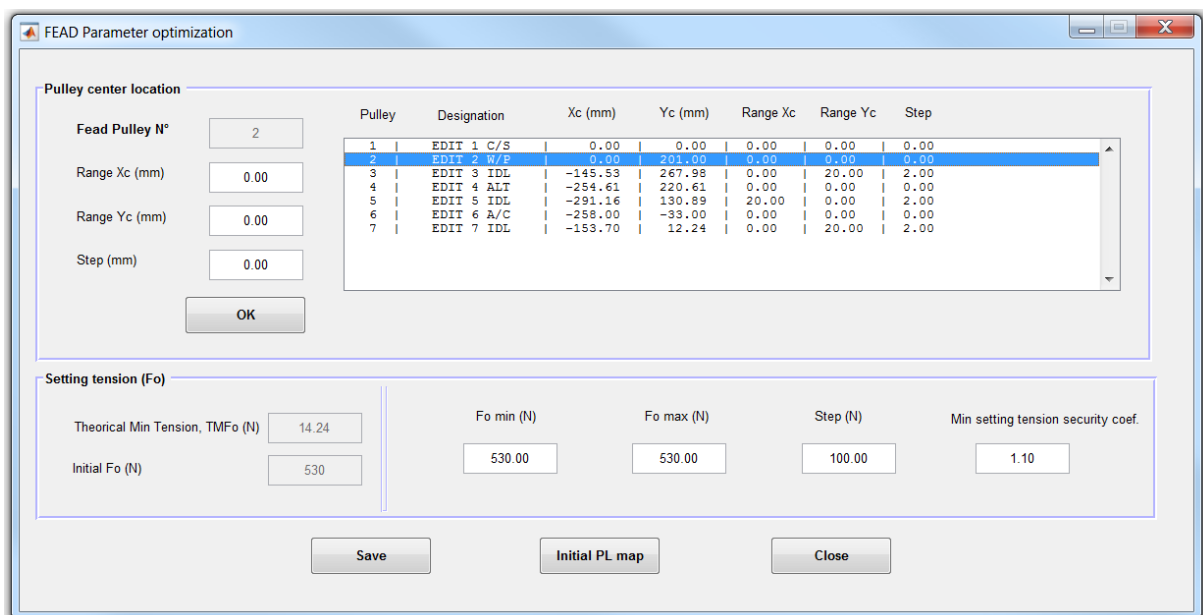 FEAD Parameter optimization
Pulley center location
Fead Pulley N° 2
Range Xc (mm) 0.00
Range Yc (mm) 0.00
Step (mm) 0.00
OK
Pulley Designation Xc (mm) Yc (mm) Range Xc Range Yc Step
1 | EDIT 1 C/S | 0.00 | 0.00 | 0.00 | 0.00 | 0.00
2 | EDIT 2 W/P | 0.00 | 201.00 | 0.00 | 0.00 | 0.00
3 | EDIT 3 IDL | -145.53 | 267.98 | 0.00 | 20.00 | 2.00
4 | EDIT 4 ALT | -254.61 | 220.61 | 0.00 | 0.00 | 0.00
5 | EDIT 5 IDL | -291.16 | 130.89 | 20.00 | 0.00 | 2.00
6 | EDIT 6 A/C | -258.00 | -33.00 | 0.00 | 0.00 | 0.00
7 | EDIT 7 IDL | -153.70 | 12.24 | 0.00 | 20.00 | 2.00
Setting tension (Fo)
Theorical Min Tension, TMFo (N) 14.24
Initial Fo (N) 530
Fo min (N) Fo max (N) Step (N) Min setting tension security coef.
530.00 530.00 100.00 1.10
Save Initial PL map Close